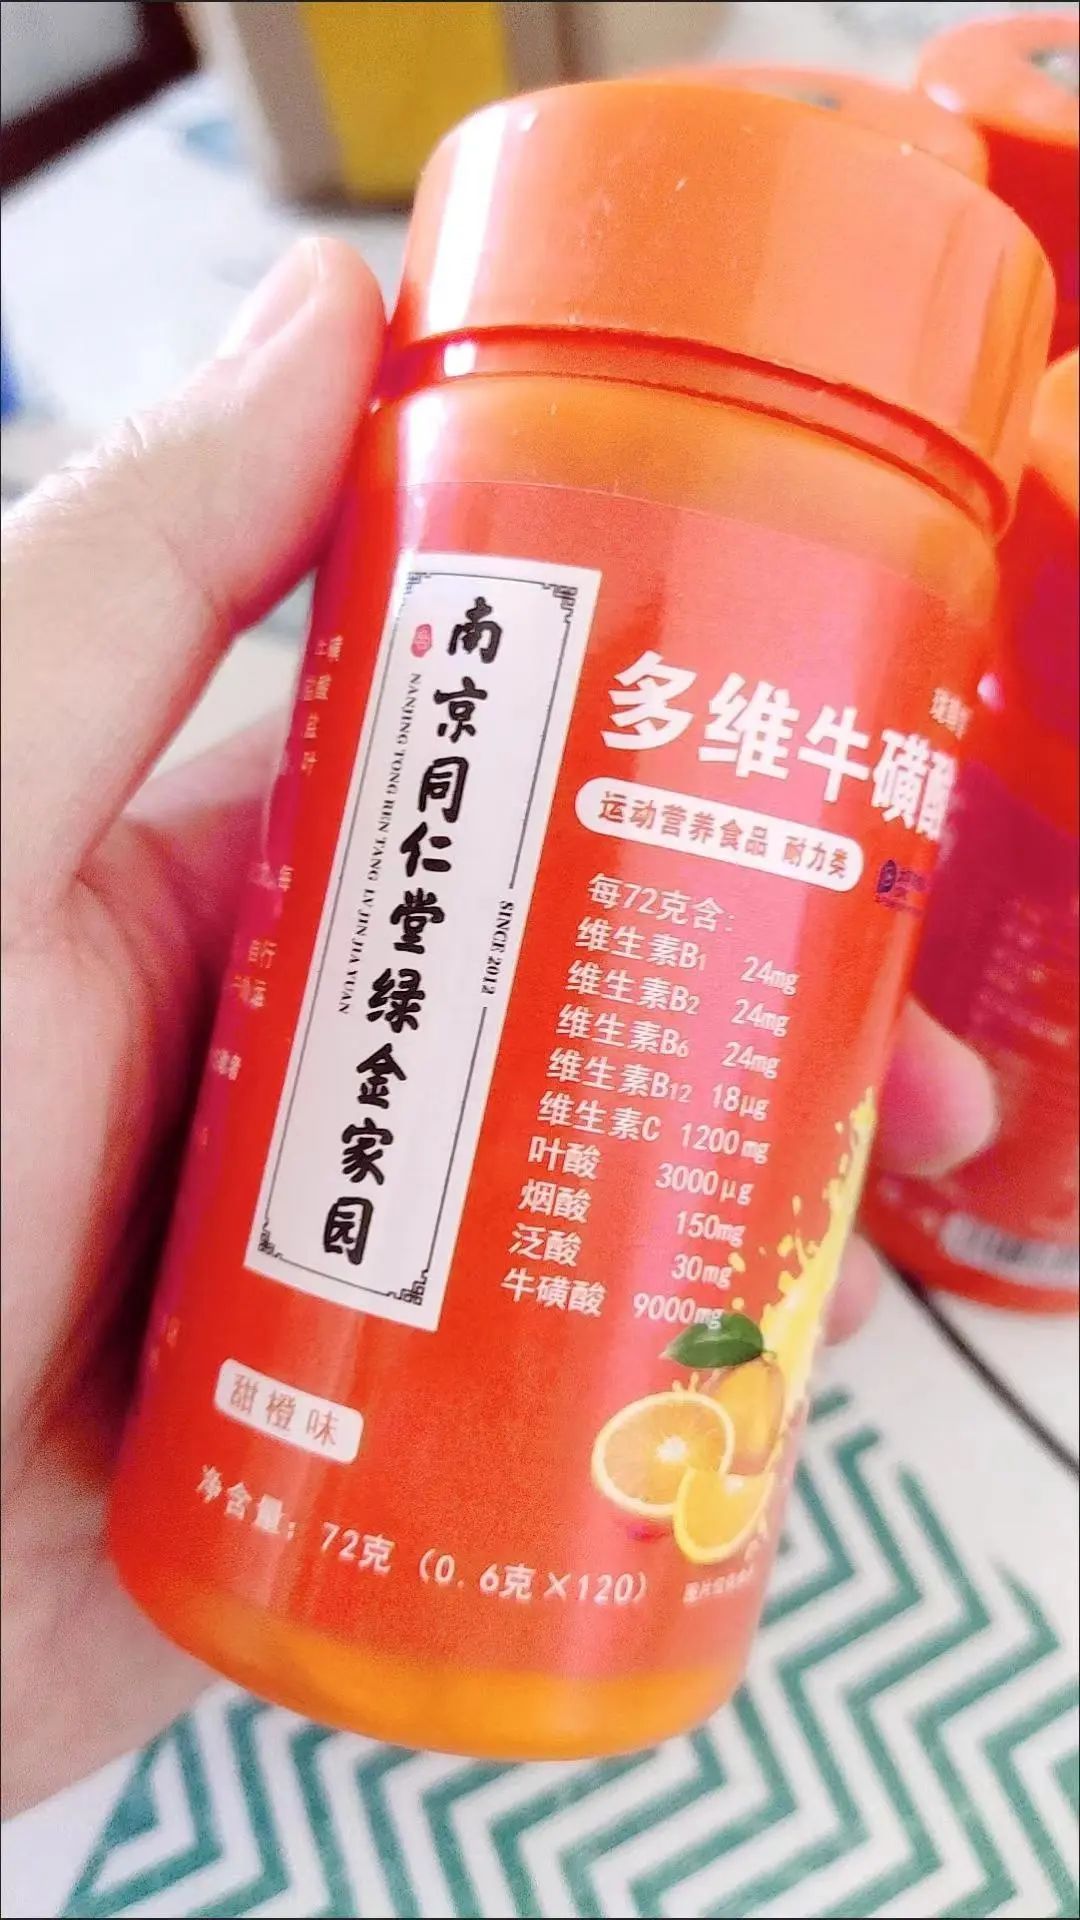 南京同仁堂绿金家园
NANJING TONG REN TANG LV JIN JIA YUAN
SINCE 2012
多维牛磺酸
运动营养食品 耐力类
每72克含:
维生素B1 24mg
维生素B2 24mg
维生素B6 24mg
维生素B12 18μg
维生素C 1200mg
叶酸 3000μg
烟酸 150mg
泛酸 30mg
牛磺酸 9000mg
甜橙味
净含量: 72克 (0.6克×120)